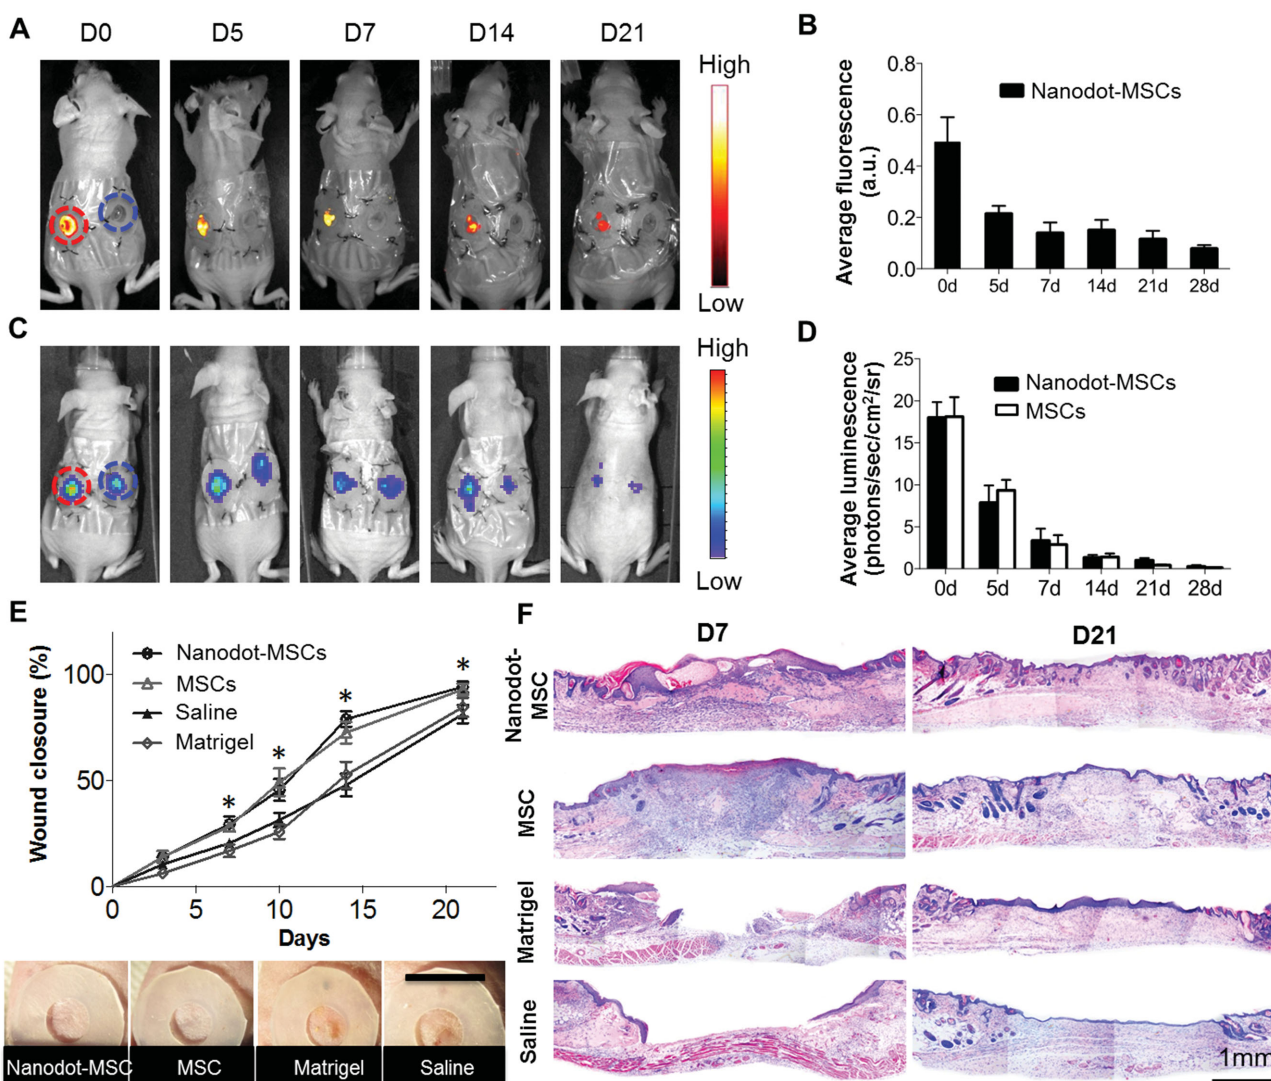 A
D0 D5 D7 D14 D21
High
Low
B
Average fluorescence
(a.u.)
0.8
0.6
0.4
0.2
0.0
Nanodot-MSCs
0d 5d 7d 14d 21d 28d
C
High
Low
D
Average luminescence
(photons/sec/cm²/sr)
25
20
15
10
5
0
Nanodot-MSCs
MSCs
0d 5d 7d 14d 21d 28d
E
Wound closoure (%)
100
50
0
Nanodot-MSCs
MSCs
Saline
Matrigel
* * * *
0 5 10 15 20
Days
Nanodot-MSC MSC Matrigel Saline
F
D7 D21
Nanodot-
MSC
MSC
Matrigel
Saline
1mm